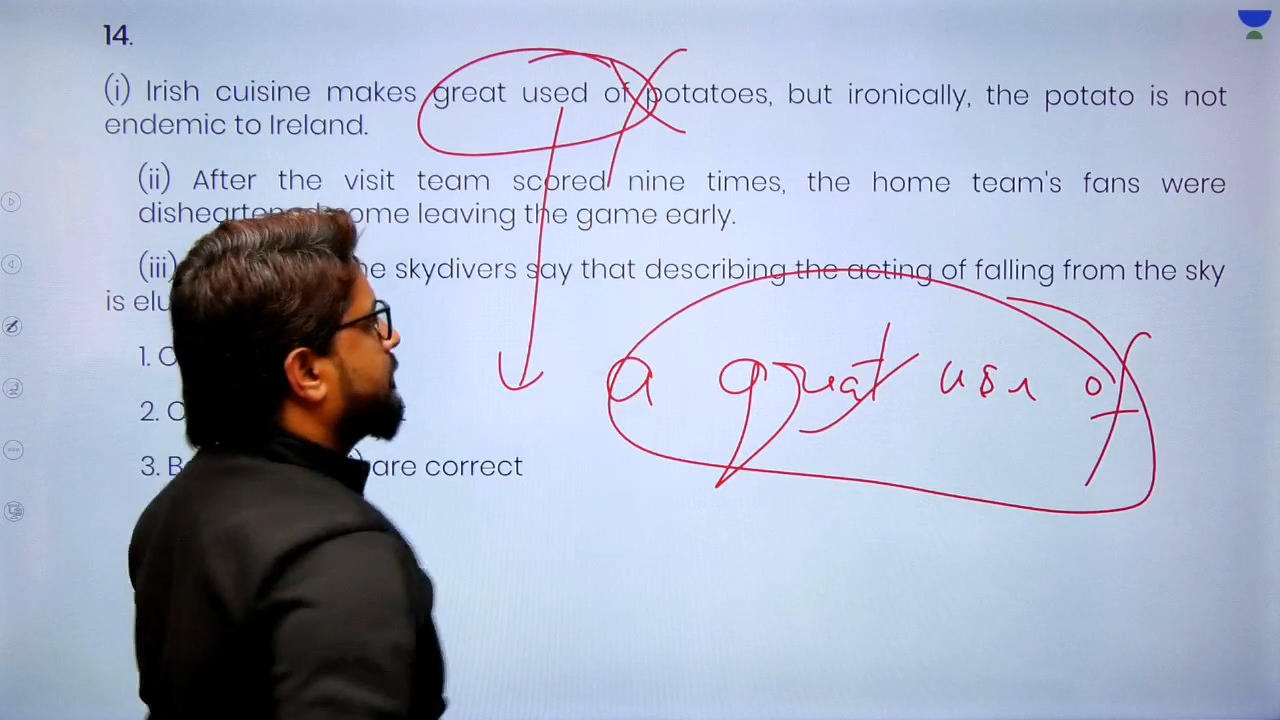 14.
(i) Irish cuisine makes great used of potatoes, but ironically, the potato is not
endemic to Ireland.
(ii) After the visit team scored nine times, the home team's fans were
leaving the game early.
(iii) skydivers say that describing the acting of falling from the sky
is
a great use of
1.
2.
3. are correct